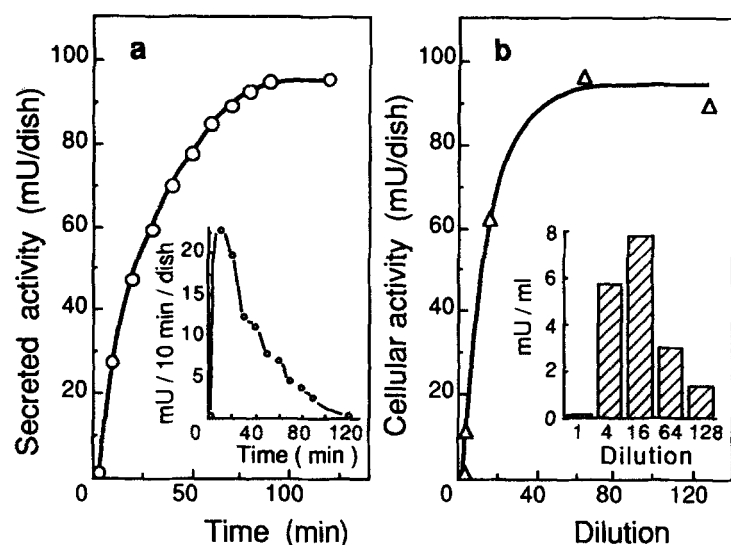 a
100
80
60
40
20
0
50
100
Secreted activity (mU/dish)
Time (min)
20
15
10
5
0
40
80
120
mU / 10 min / dish
Time ( min)
b
100
80
60
40
20
0
40
80
120
Cellular activity (mU/dish)
Dilution
8
6
4
2
0
1 4 16 64 128
mU / ml
Dilution